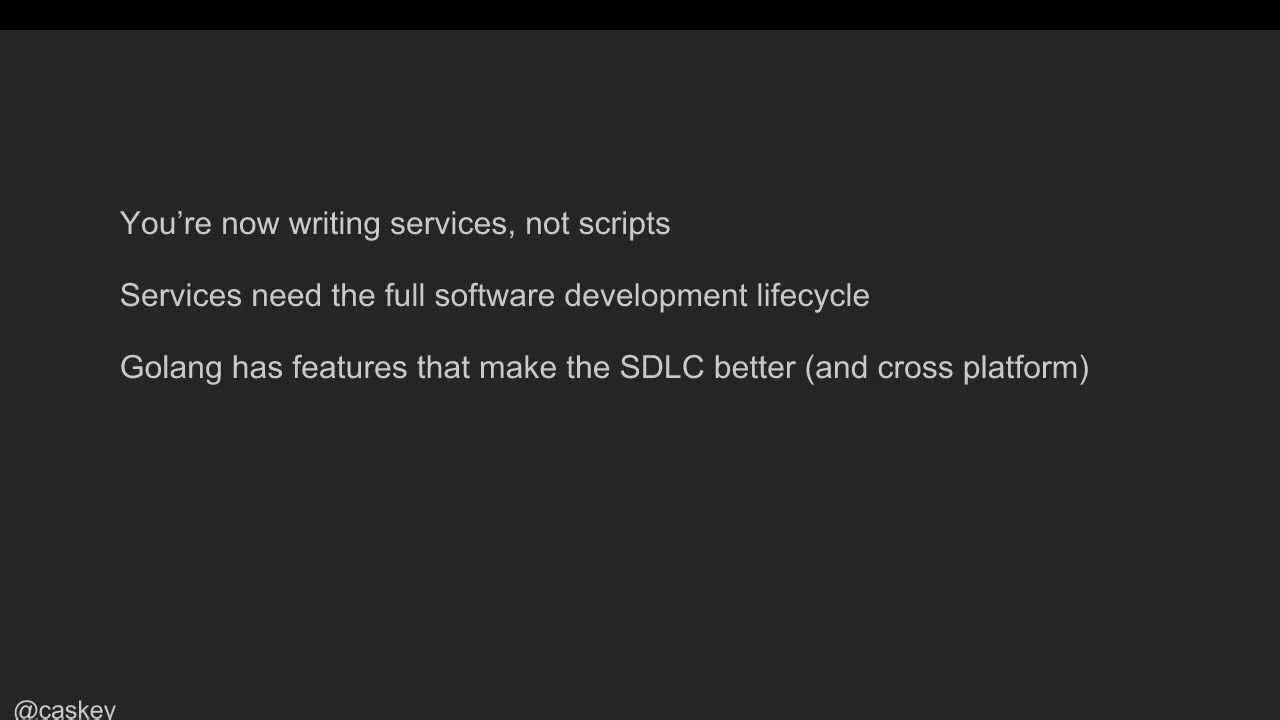 You’re now writing services, not scripts
Services need the full software development lifecycle
Golang has features that make the SDLC better (and cross platform)
@caskey